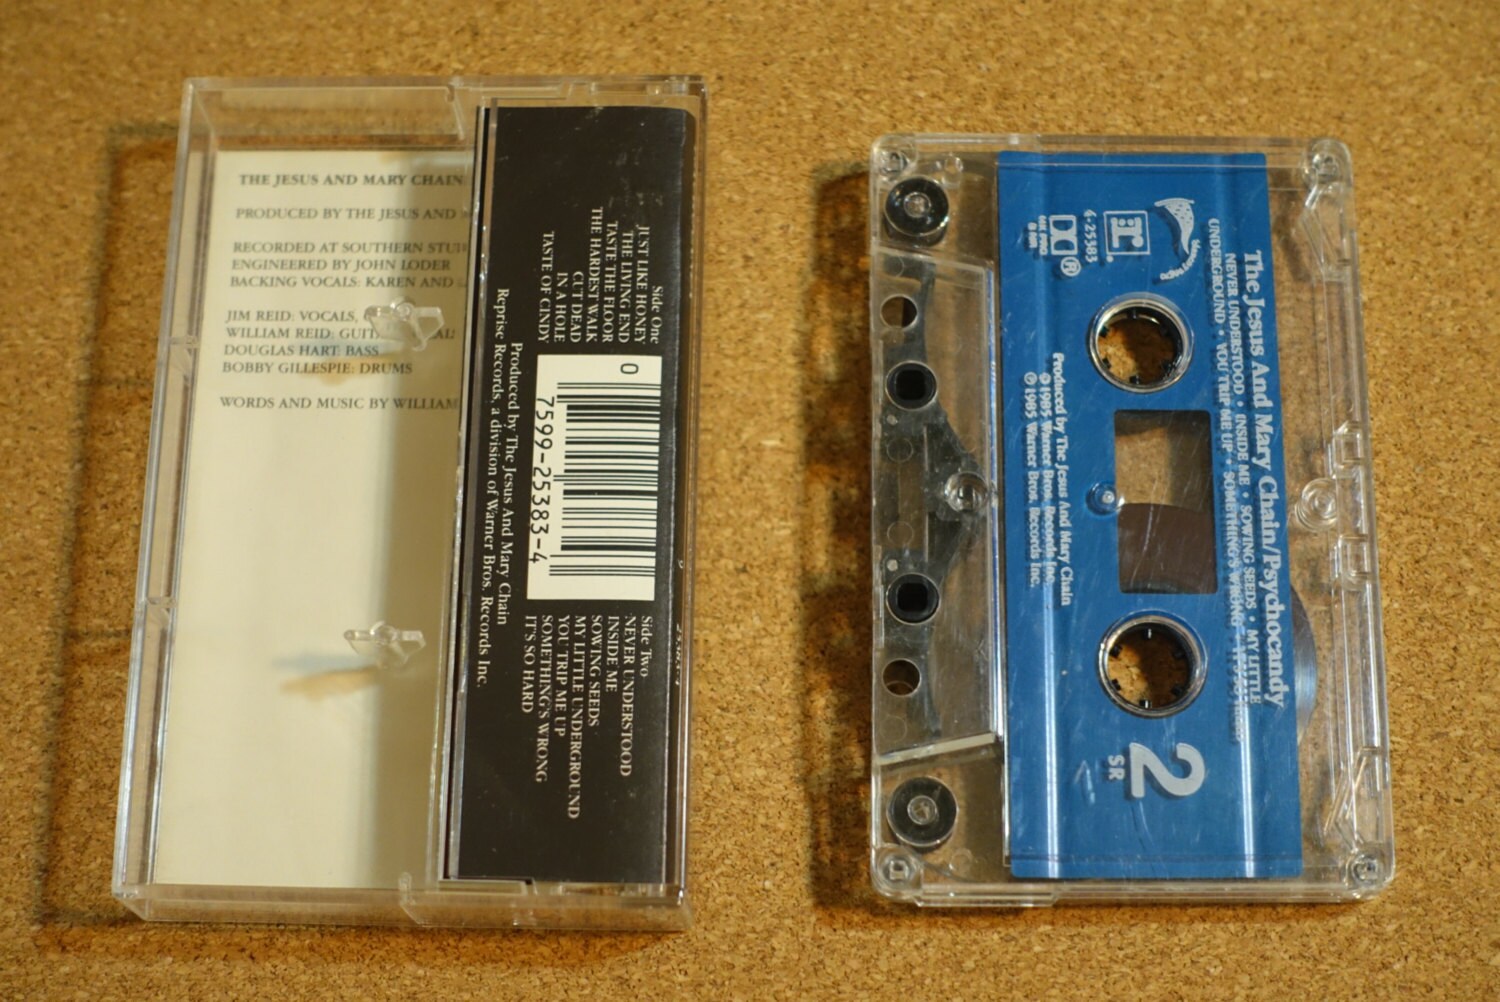 THE JESUS AND MARY CHAIN
PRODUCED BY THE JESUS AND
RECORDED AT SOUTHERN
ENGINEERED BY JOHN LODER
BACKING VOCALS: KAREN AND
JIM REID: VOCALS,
WILLIAM REID:
DOUGLAS HART: BASS
BOBBY GILLESPIE: DRUMS
WORDS AND MUSIC BY WILLIAM
Side One
JUST LIKE HONEY
THE LIVING END
TASTE THE FLOOR
THE HARDEST WALK
CUT DEAD
IN A HOLE
TASTE OF CINDY
0
7599-25383-4
Side Two
NEVER UNDERSTOOD
INSIDE ME
SOWING SEEDS
MY LITTLE UNDERGROUND
YOU TRIP ME UP
SOMETHING'S WRONG
IT'S SO HARD
Produced by The Jesus And Mary Chain
Reprise Records, a division of Warner Bros. Records Inc.
The Jesus And Mary Chain/Psychocandy
NEVER UNDERSTOOD • INSIDE ME • SOWING SEEDS • MY LITTLE
UNDERGROUND • YOU TRIP ME UP • SOMETHING'S WRONG •
r.
4-25383
Produced by The Jesus And Mary Chain
© 1985 Warner Bros. Records Inc.
℗ 1985 Warner Bros. Records Inc.
2
SR